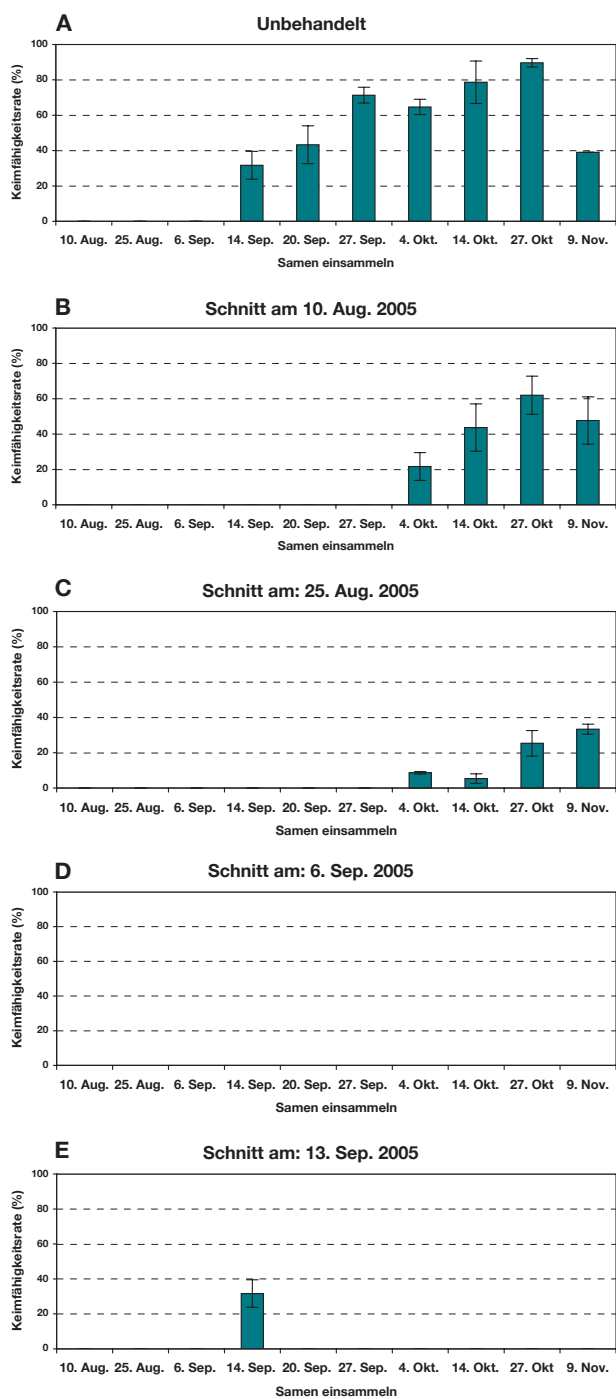 A
Unbehandelt
Keimfähigkeitsrate (%)
100
80
60
40
20
0
10. Aug. 25. Aug. 6. Sep. 14. Sep. 20. Sep. 27. Sep. 4. Okt. 14. Okt. 27. Okt 9. Nov.
Samen einsammeln
B
Schnitt am 10. Aug. 2005
Keimfähigkeitsrate (%)
100
80
60
40
20
0
10. Aug. 25. Aug. 6. Sep. 14. Sep. 20. Sep. 27. Sep. 4. Okt. 14. Okt. 27. Okt 9. Nov.
Samen einsammeln
C
Schnitt am: 25. Aug. 2005
Keimfähigkeitsrate (%)
100
80
60
40
20
0
10. Aug. 25. Aug. 6. Sep. 14. Sep. 20. Sep. 27. Sep. 4. Okt. 14. Okt. 27. Okt 9. Nov.
Samen einsammeln
D
Schnitt am: 6. Sep. 2005
Keimfähigkeitsrate (%)
100
80
60
40
20
0
10. Aug. 25. Aug. 6. Sep. 14. Sep. 20. Sep. 27. Sep. 4. Okt. 14. Okt. 27. Okt 9. Nov.
Samen einsammeln
E
Schnitt am: 13. Sep. 2005
Keimfähigkeitsrate (%)
100
80
60
40
20
0
10. Aug. 25. Aug. 6. Sep. 14. Sep. 20. Sep. 27. Sep. 4. Okt. 14. Okt. 27. Okt 9. Nov.
Samen einsammeln